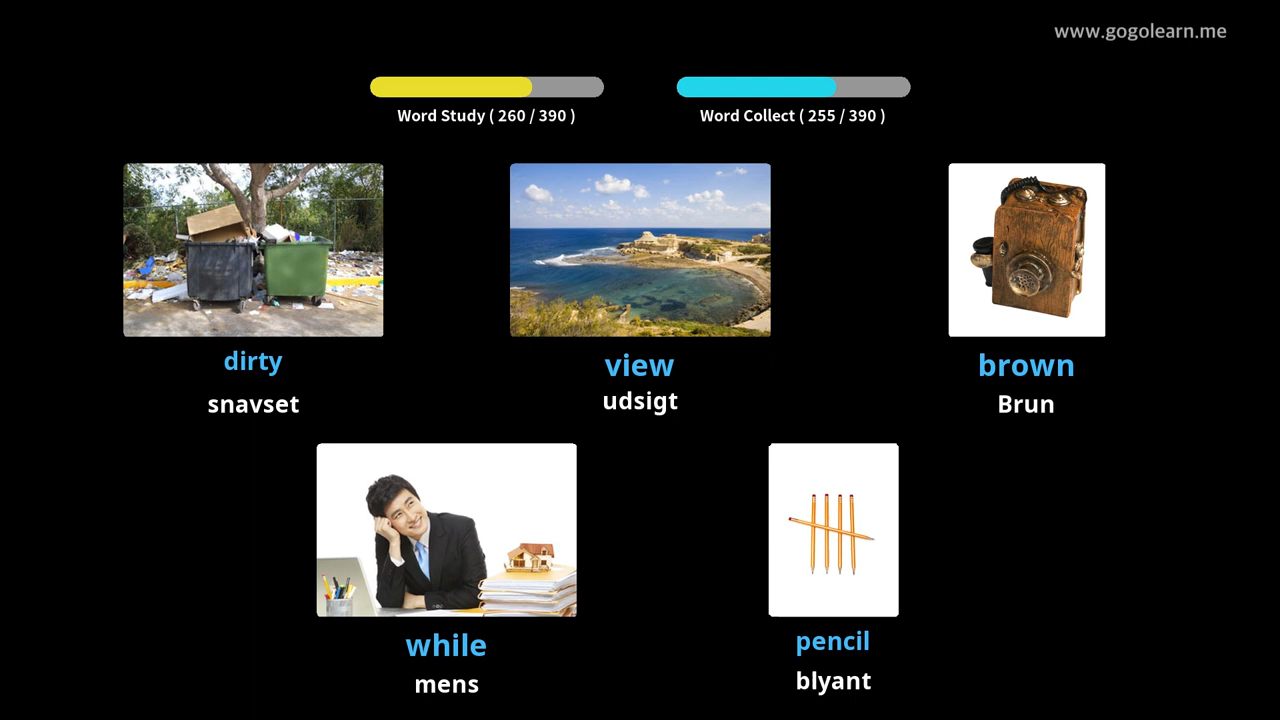 www.gogolearn.me
Word Study ( 260 / 390 )
Word Collect ( 255 / 390 )
dirty
snavset
view
udsigt
brown
Brun
while
mens
pencil
blyant